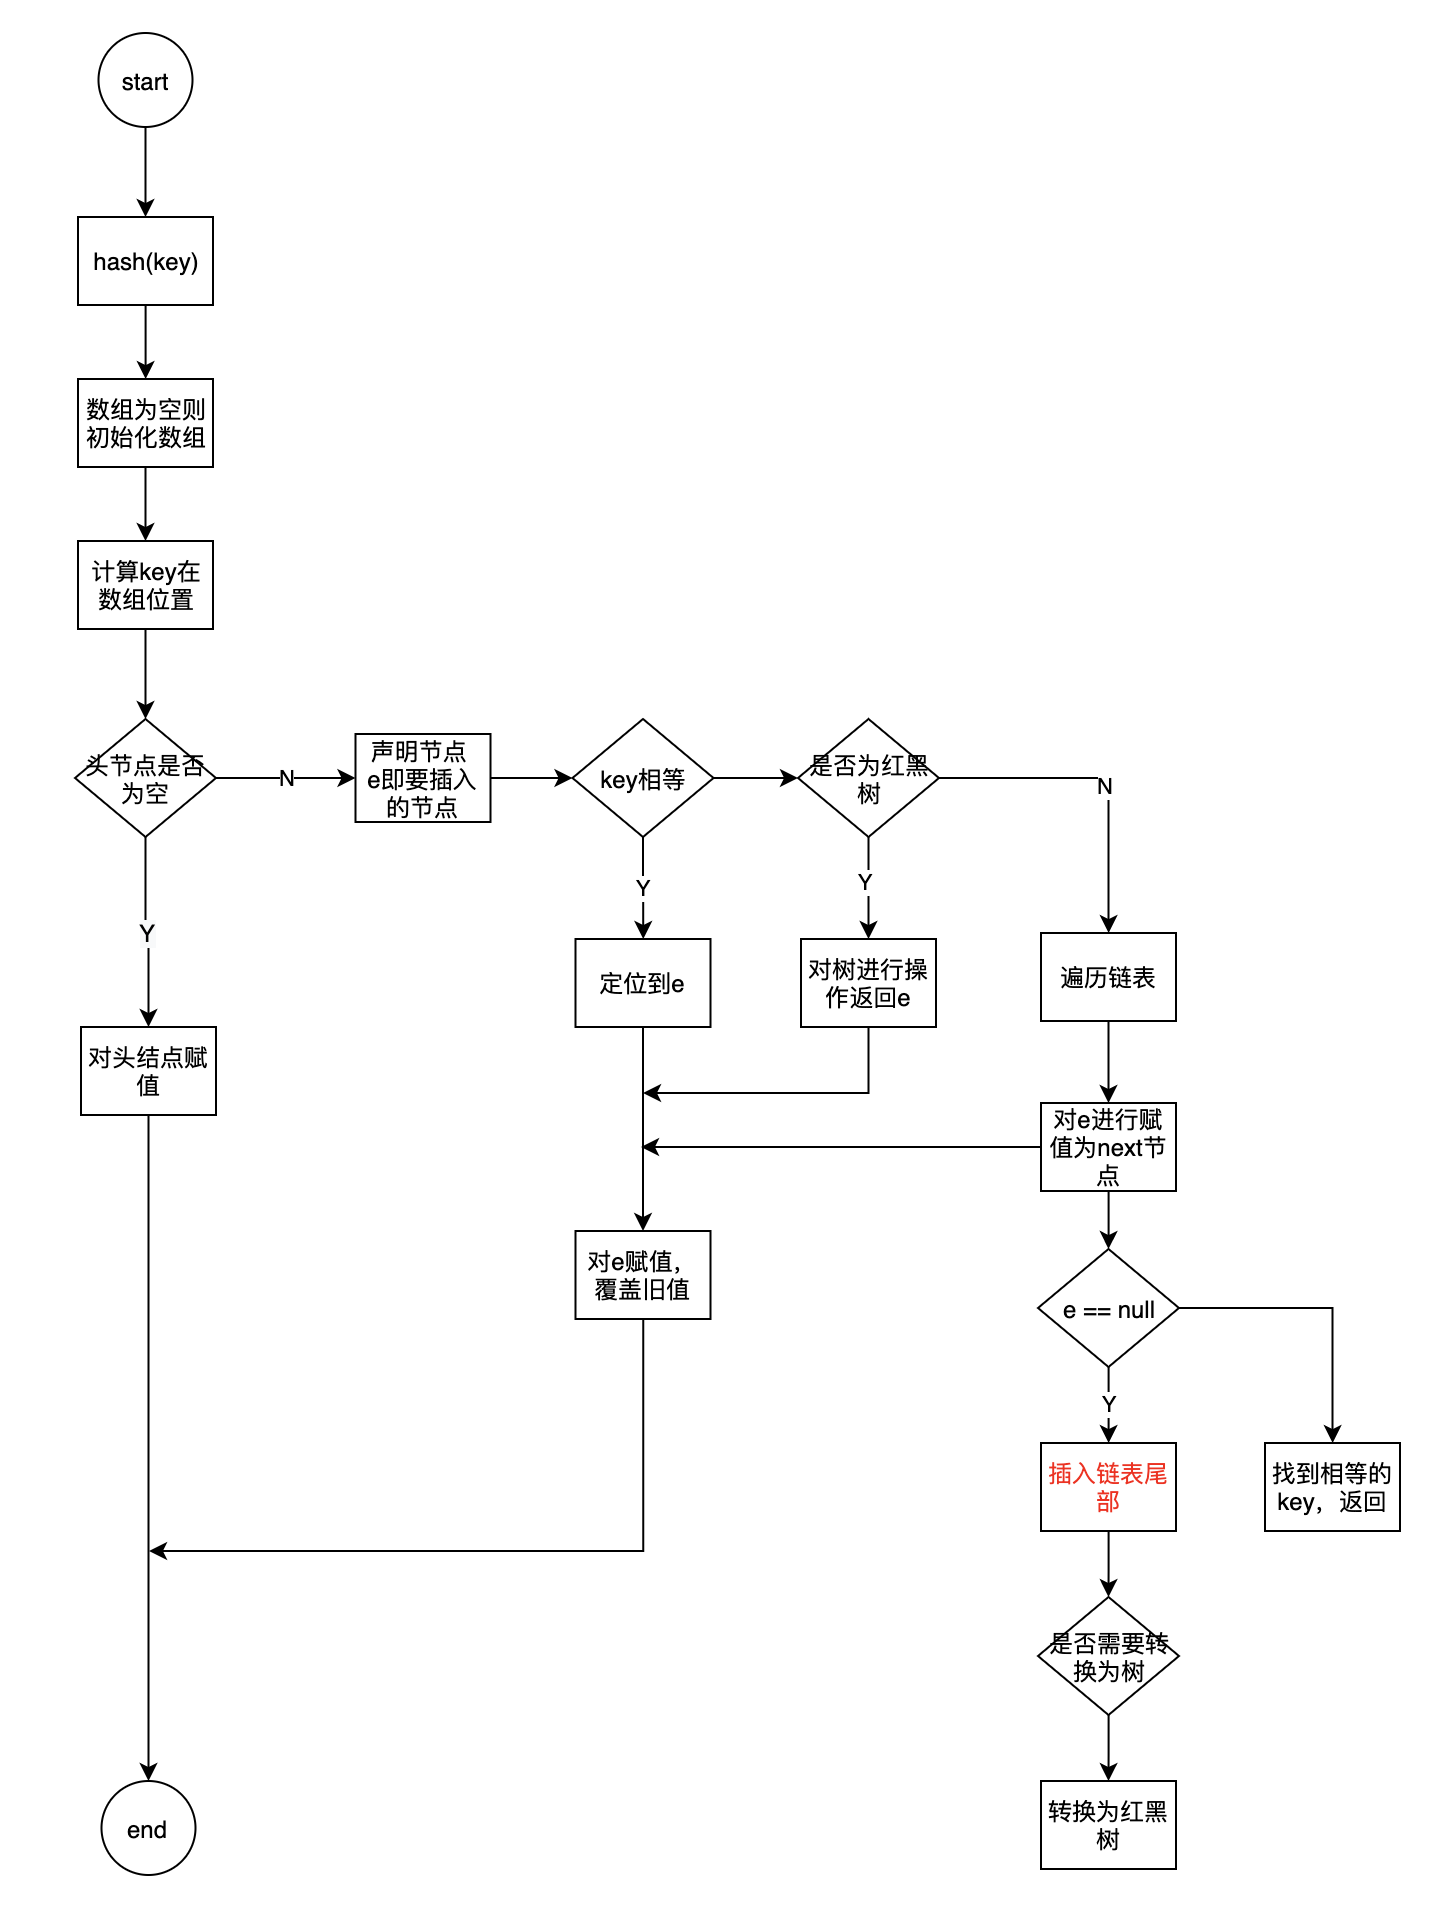 start
hash(key)
数组为空则
初始化数组
计算key在
数组位置
头节点是否
为空
N
声明节点
e即要插入
的节点
key相等
是否为红黑
树
N
Y
Y
Y
定位到e
对树进行操
作返回e
遍历链表
对头结点赋
值
对e进行赋
值为next节
点
对e赋值，
覆盖旧值
e == null
Y
插入链表尾
部
找到相等的
key，返回
是否需要转
换为树
转换为红黑
树
end